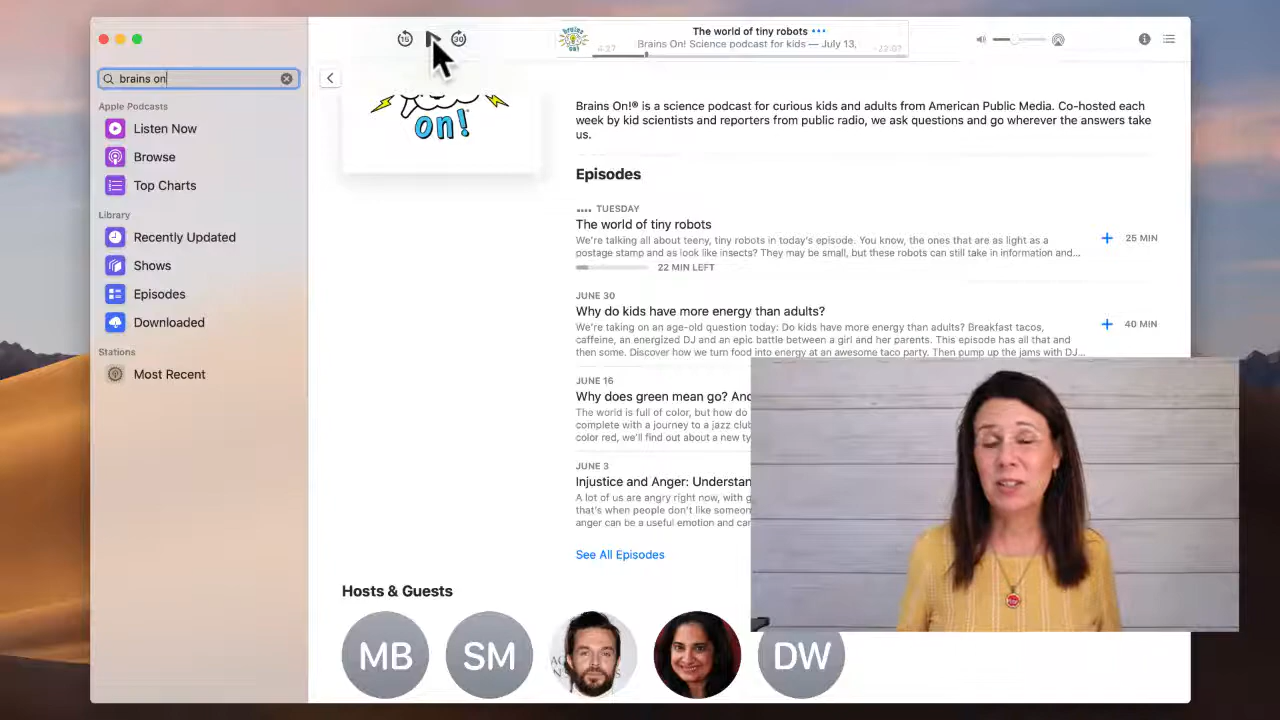 15
30
The world of tiny robots
4:27
Brains On! Science podcast for kids — July 13,
-22:07
brains on
on!
Apple Podcasts
Listen Now
Browse
Top Charts
Library
Recently Updated
Shows
Episodes
Downloaded
Stations
Most Recent
Brains On!® is a science podcast for curious kids and adults from American Public Media. Co-hosted each
week by kid scientists and reporters from public radio, we ask questions and go wherever the answers take
us.
Episodes
TUESDAY
The world of tiny robots
We're talking all about teeny, tiny robots in today's episode. You know, the ones that are as light as a
postage stamp and as look like insects? They may be small, but these robots can still take in information and...
22 MIN LEFT
25 MIN
JUNE 30
Why do kids have more energy than adults?
We're taking on an age-old question today: Do kids have more energy than adults? Breakfast tacos,
caffeine, an energized DJ and an epic battle between a girl and her parents. This episode has all that and
then some. Discover how we turn food into energy at an awesome taco party. Then pump up the jams with DJ...
40 MIN
JUNE 16
Why does green mean go? And
The world is full of color, but how do
complete with a journey to a jazz club
color red, we'll find out about a new ty
JUNE 3
Injustice and Anger: Understan
A lot of us are angry right now, with g
that's when people don't like someon
anger can be a useful emotion and car
See All Episodes
Hosts & Guests
MB
SM
DW